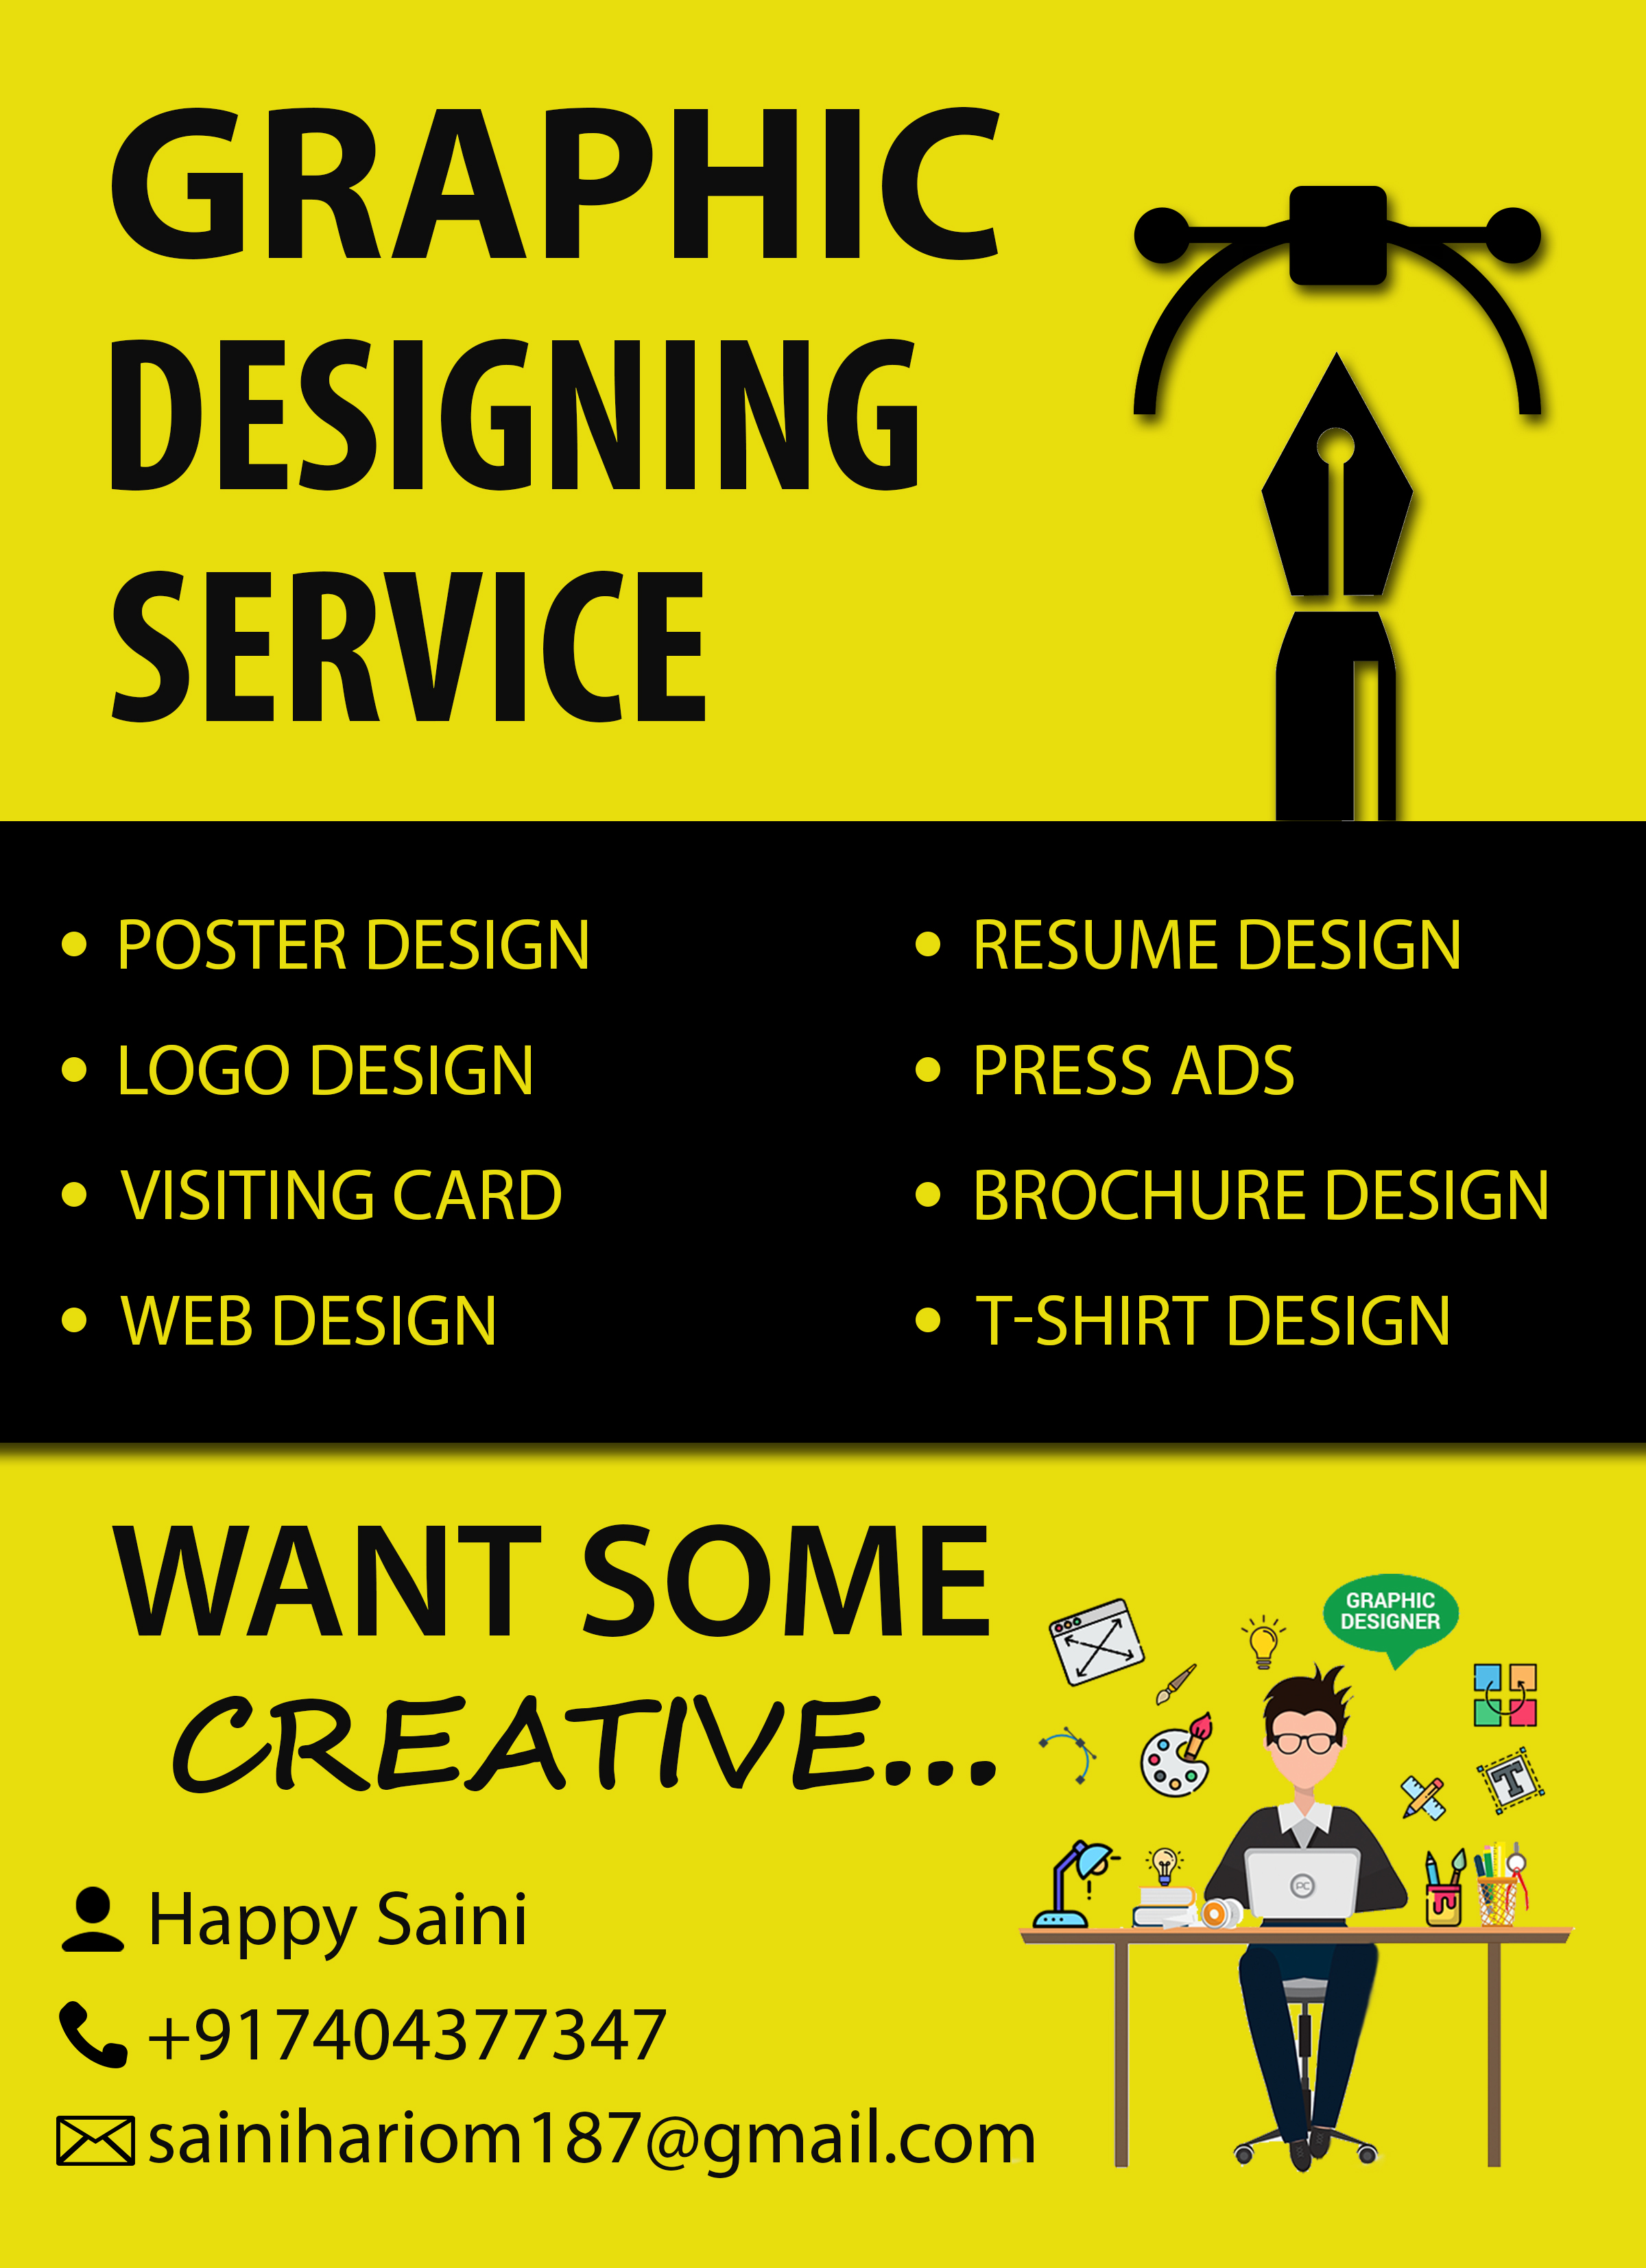 GRAPHIC
DESIGNING
SERVICE
• POSTER DESIGN
• LOGO DESIGN
• VISITING CARD
• WEB DESIGN
• RESUME DESIGN
• PRESS ADS
• BROCHURE DESIGN
• T-SHIRT DESIGN
WANT SOME
CREATIVE...
GRAPHIC
DESIGNER
T
PC
Happy Saini
+917404377347
sainihariom187@gmail.com